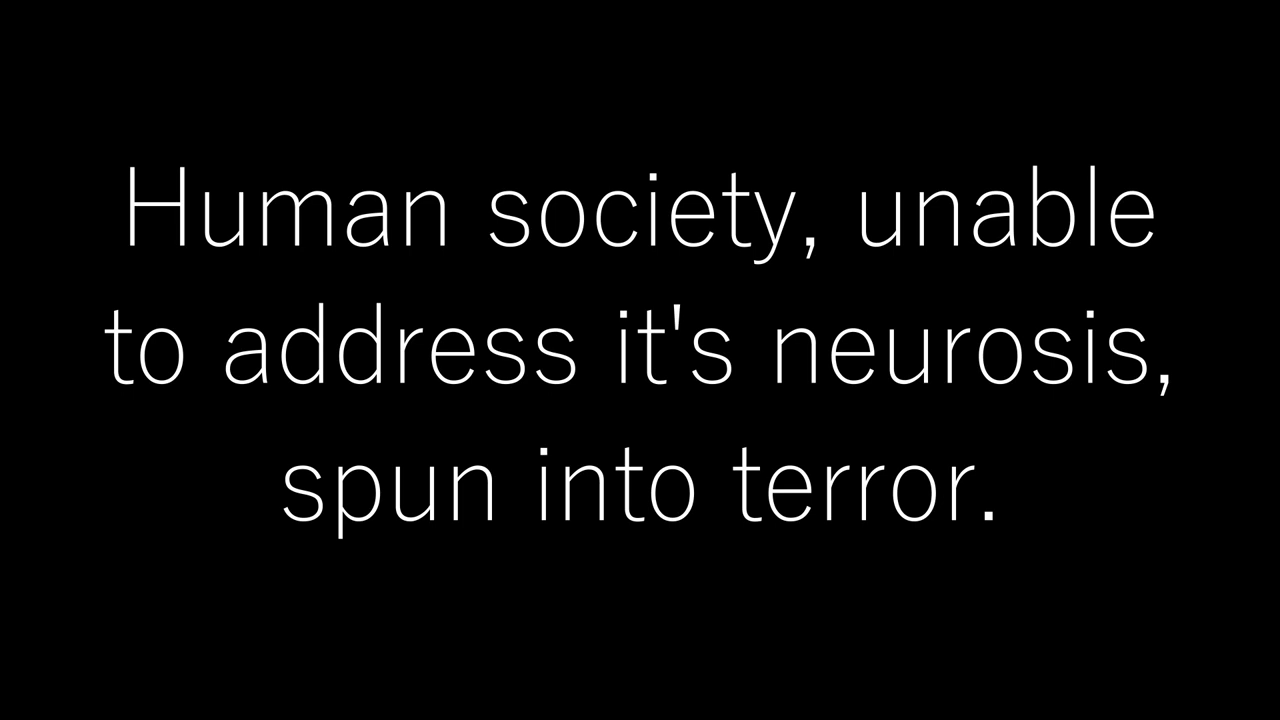 Human society, unable
to address it's neurosis,
spun into terror.